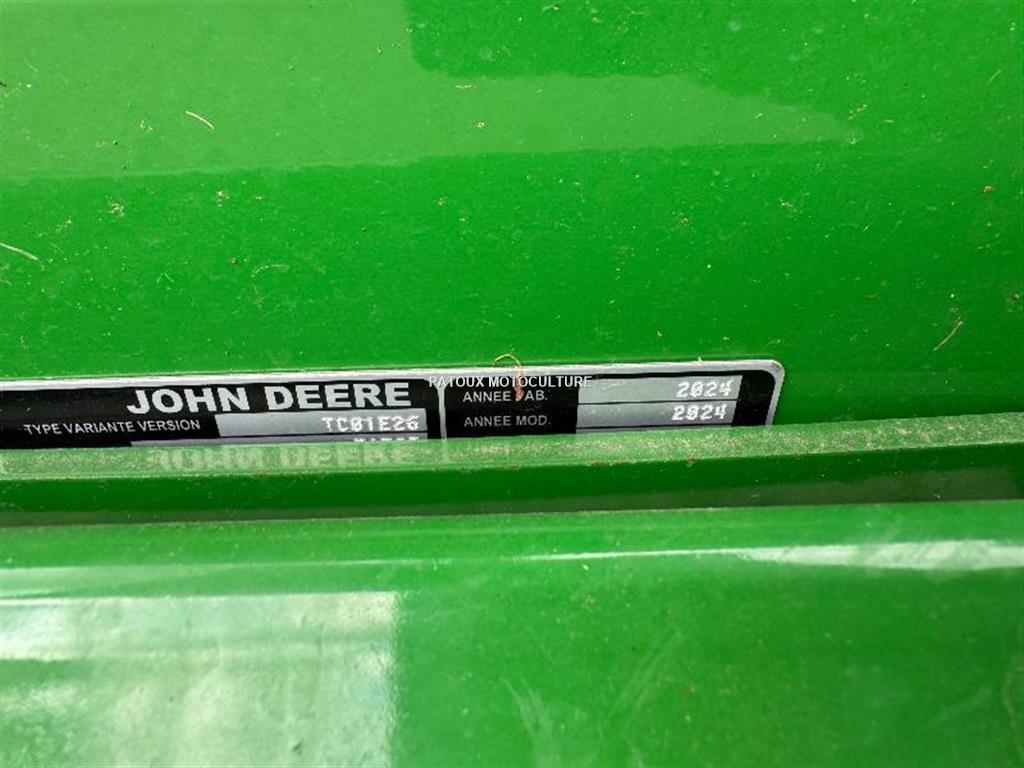 JOHN DEERE
TYPE VARIANTE VERSION TC01E26
PATOUX MOTOCULTURE
ANNEE FAB. 2024
ANNEE MOD. 2024